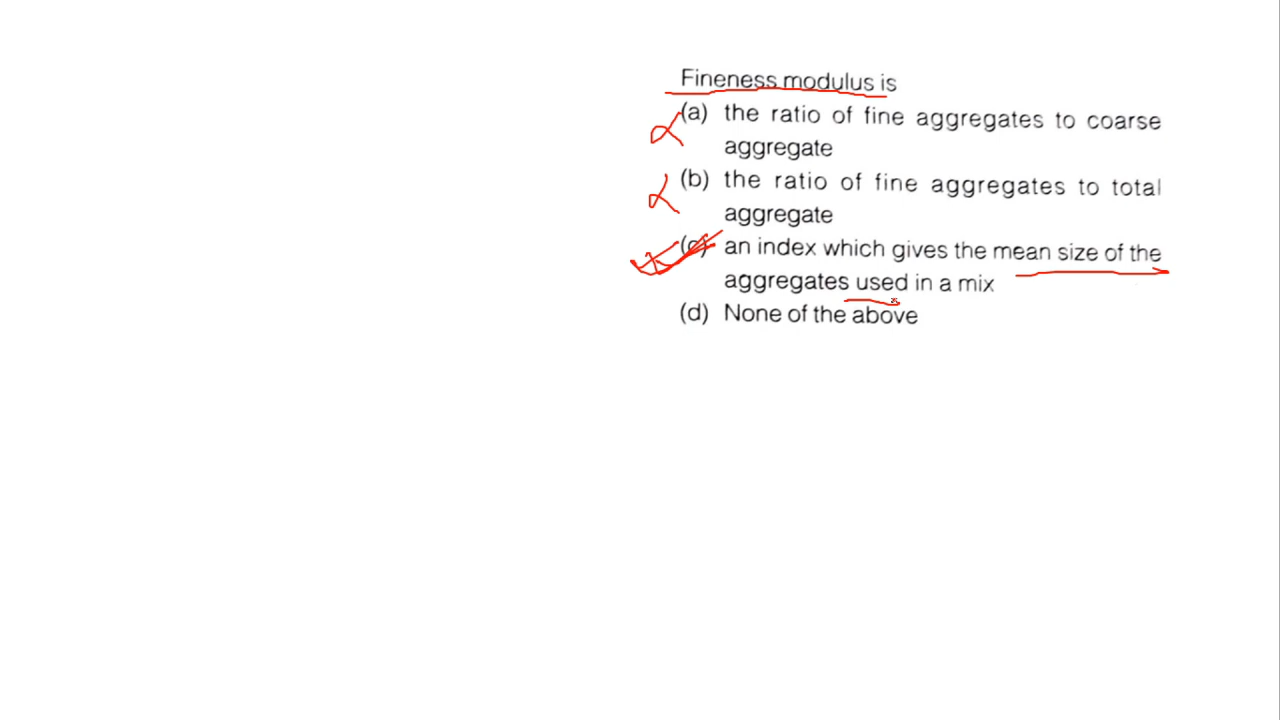 Fineness modulus is
(a) the ratio of fine aggregates to coarse
aggregate
(b) the ratio of fine aggregates to total
aggregate
(c) an index which gives the mean size of the
aggregates used in a mix
(d) None of the above